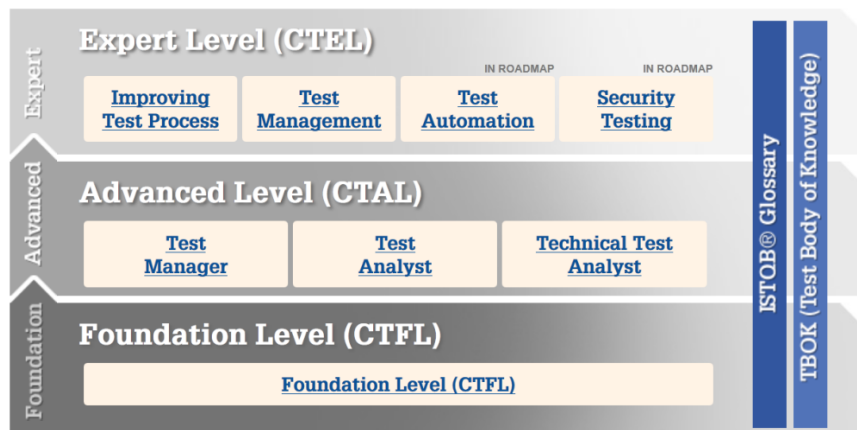 Expert Level (CTEL)
IN ROADMAP
IN ROADMAP
Improving
Test Process
Test
Management
Test
Automation
Security
Testing
Expert
Advanced Level (CTAL)
Test
Manager
Test
Analyst
Technical Test
Analyst
Advanced
Foundation Level (CTFL)
Foundation Level (CTFL)
Foundation
ISTQB® Glossary
TBOK (Test Body of Knowledge)